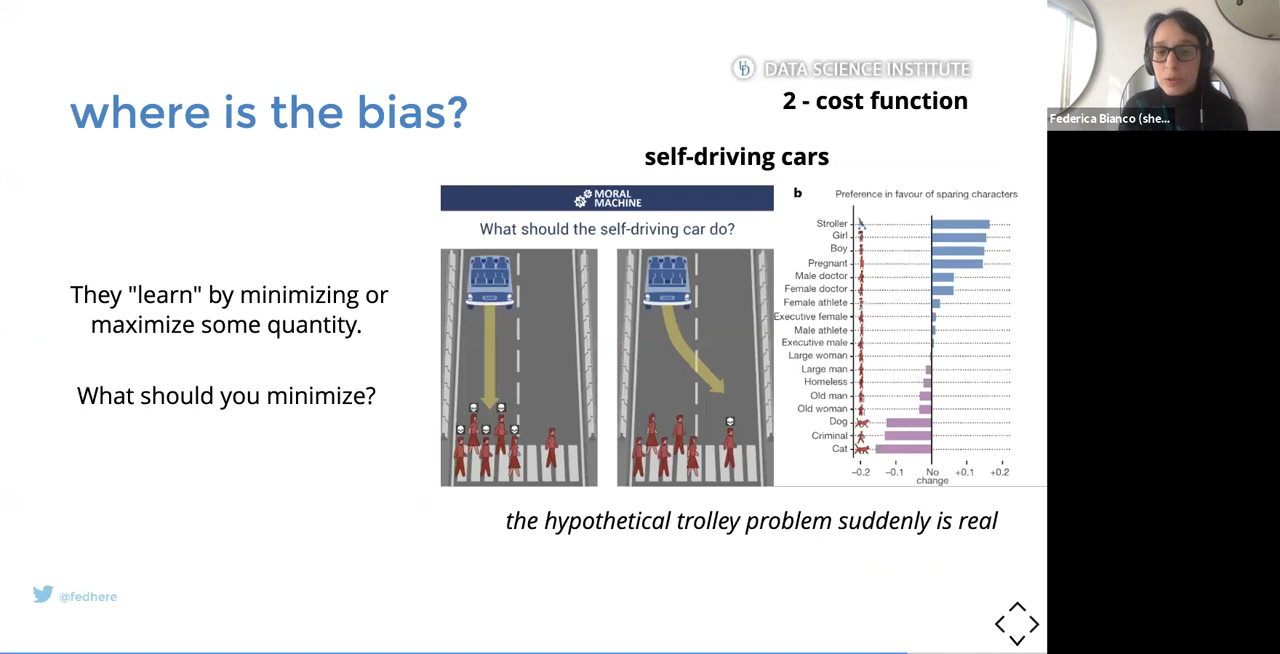 DATA SCIENCE INSTITUTE
where is the bias?
2 - cost function
Federica Bianco (she...
self-driving cars
MORAL
MACHINE
What should the self-driving car do?
They "learn" by minimizing or
maximize some quantity.
What should you minimize?
b
Preference in favour of sparing characters
Stroller
Girl
Boy
Pregnant
Male doctor
Female doctor
Female athlete
Executive female
Male athlete
Executive male
Large woman
Large man
Homeless
Old man
Old woman
Dog
Criminal
Cat
–0.2 –0.1 No +0.1 +0.2
change
the hypothetical trolley problem suddenly is real
@fedhere